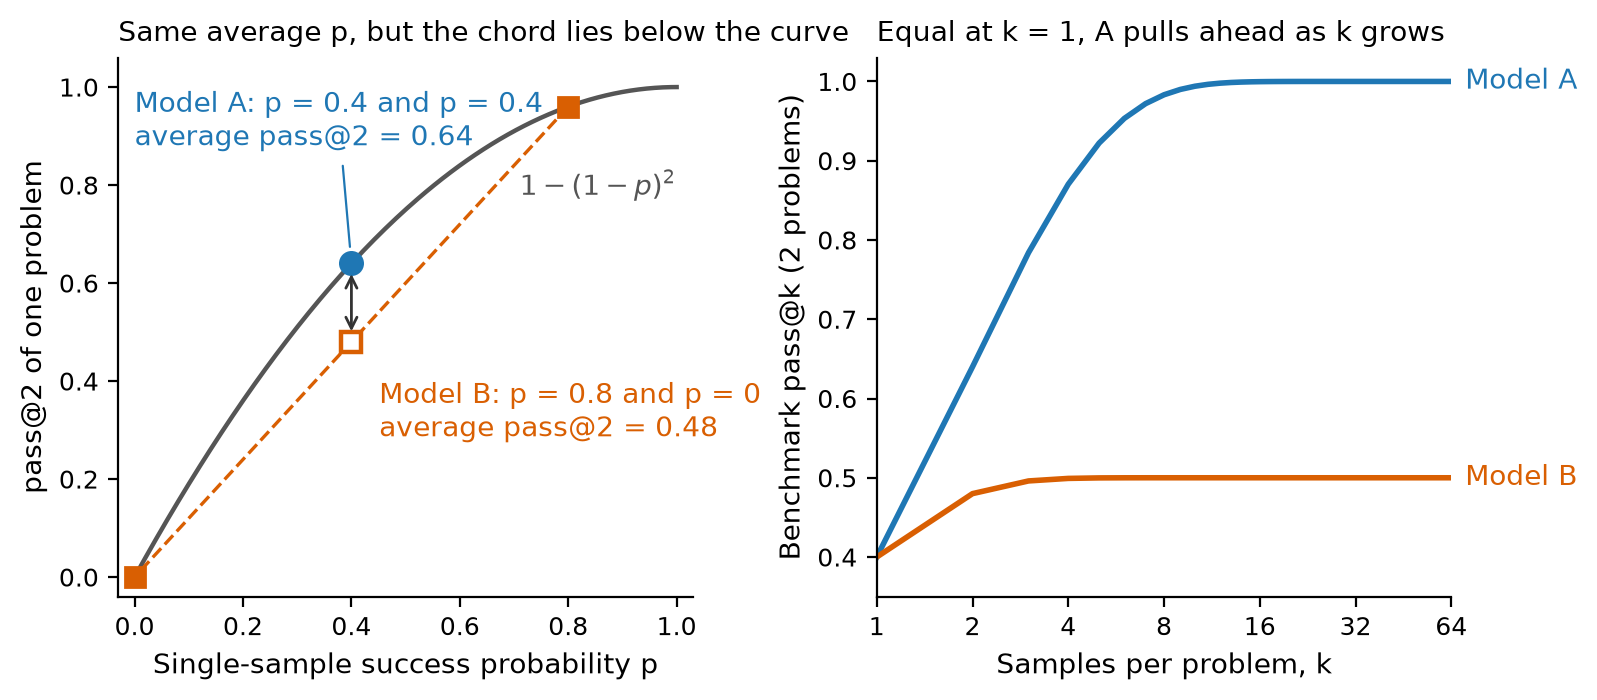 Same average p, but the chord lies below the curve
pass@2 of one problem
1.0
0.8
0.6
0.4
0.2
0.0
Model A: p = 0.4 and p = 0.4
average pass@2 = 0.64
1 − (1 − p)²
Model B: p = 0.8 and p = 0
average pass@2 = 0.48
0.0 0.2 0.4 0.6 0.8 1.0
Single-sample success probability p
Equal at k = 1, A pulls ahead as k grows
Benchmark pass@k (2 problems)
1.0
0.9
0.8
0.7
0.6
0.5
0.4
Model A
Model B
1 2 4 8 16 32 64
Samples per problem, k